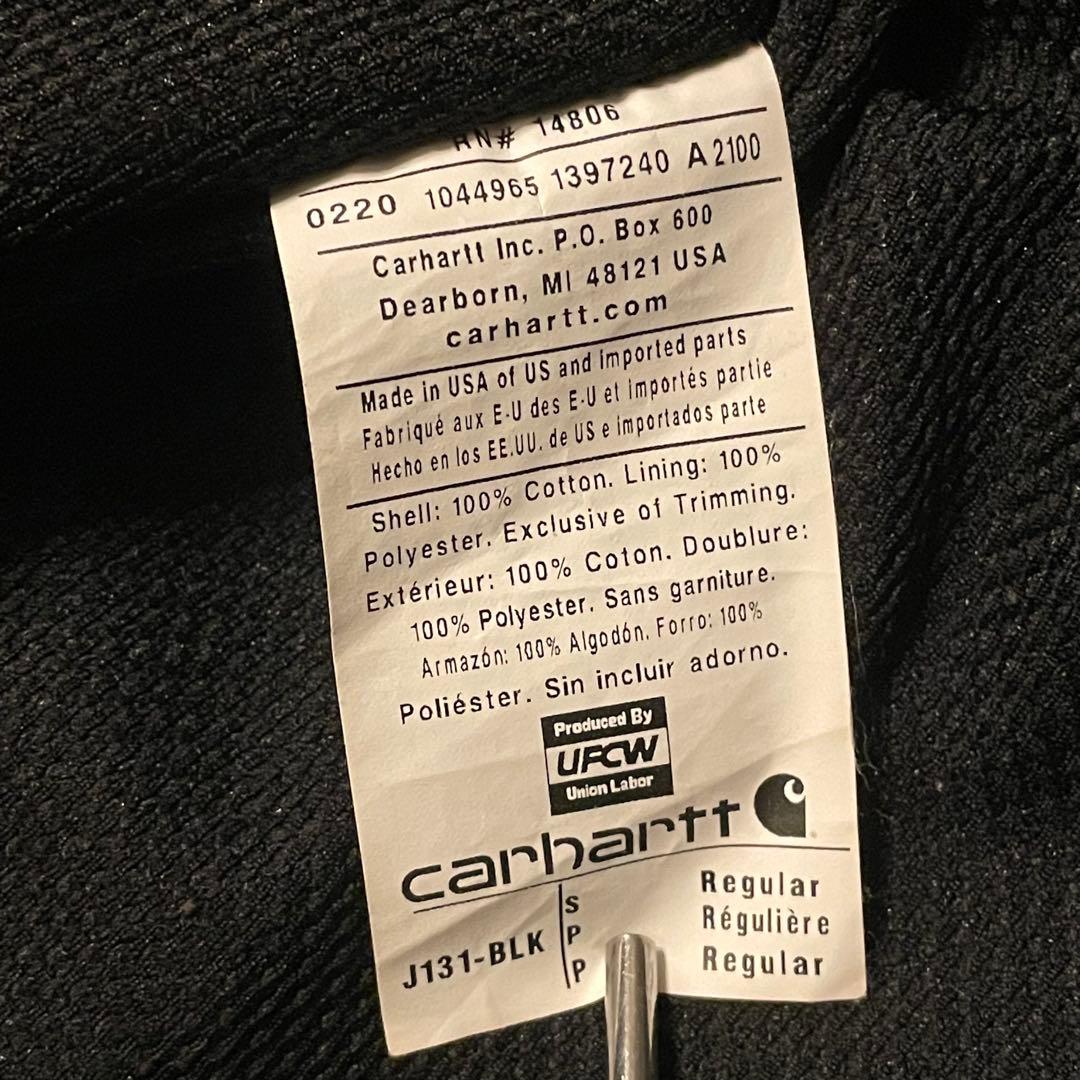 RN# 14806
0220 1044965 1397240 A2100
Carhartt Inc. P.O. Box 600
Dearborn, MI 48121 USA
carhartt.com
Made in USA of US and imported parts
Fabriqué aux E-U des E-U et importés partie
Hecho en los EE.UU. de US e importados parte
Shell: 100% Cotton. Lining: 100%
Polyester. Exclusive of Trimming.
Extérieur: 100% Coton. Doublure:
100% Polyester. Sans garniture.
Armazón: 100% Algodón. Forro: 100%
Poliéster. Sin incluir adorno.
Produced By
UFCW
Union Labor
carhartt
S Regular
P Régulière
J131-BLK
P Regular